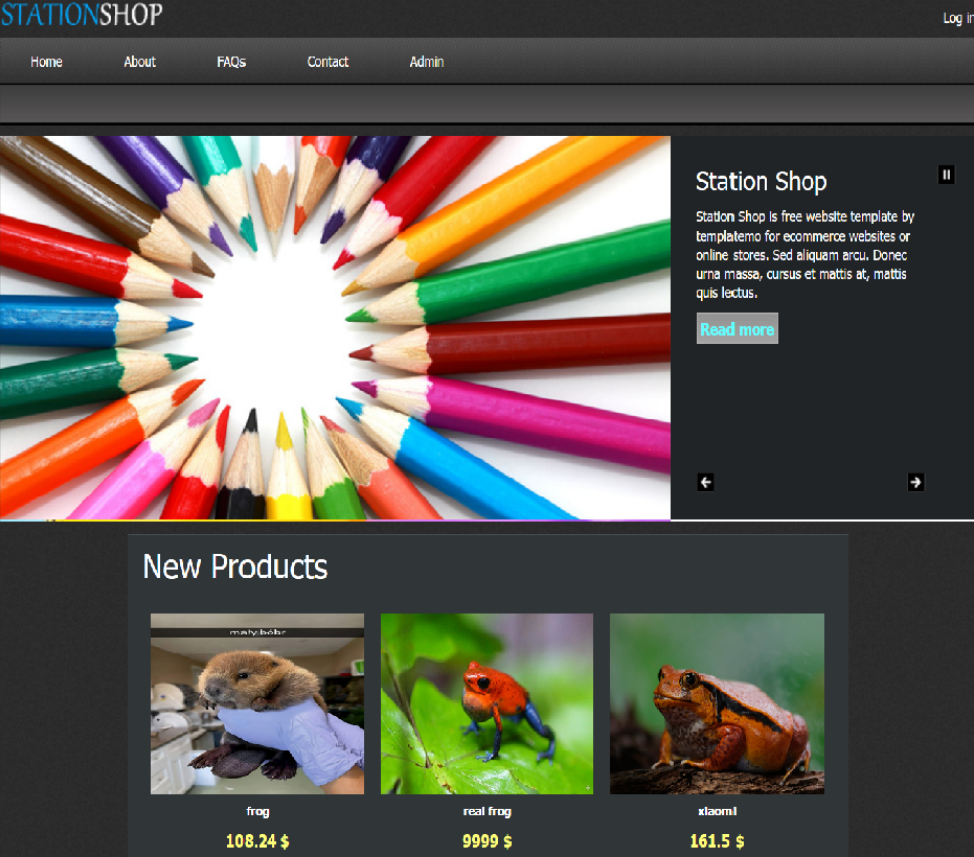 STATIONSHOP
Log in
Home About FAQs Contact Admin
Station Shop
Station Shop is free website template by
templatemo for ecommerce websites or
online stores. Sed aliquam arcu. Donec
urna massa, cursus et mattis at, mattis
quis lectus.
Read more
New Products
mały.bóbr
frog real frog xiaomi
108.24 $ 9999 $ 161.5 $